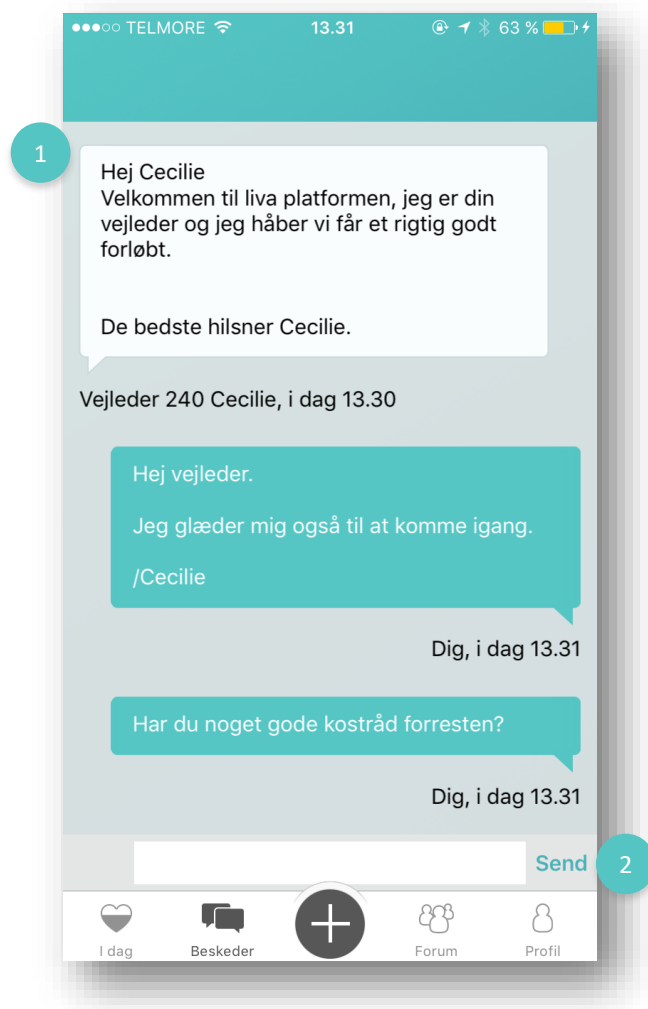 TELMORE 13.31 63 %
1
Hej Cecilie
Velkommen til liva platformen, jeg er din
vejleder og jeg håber vi får et rigtig godt
forløbt.
De bedste hilsner Cecilie.
Vejleder 240 Cecilie, i dag 13.30
Hej vejleder.
Jeg glæder mig også til at komme igang.
/Cecilie
Dig, i dag 13.31
Har du noget gode kostråd forresten?
Dig, i dag 13.31
Send 2
I dag Beskeder Forum Profil